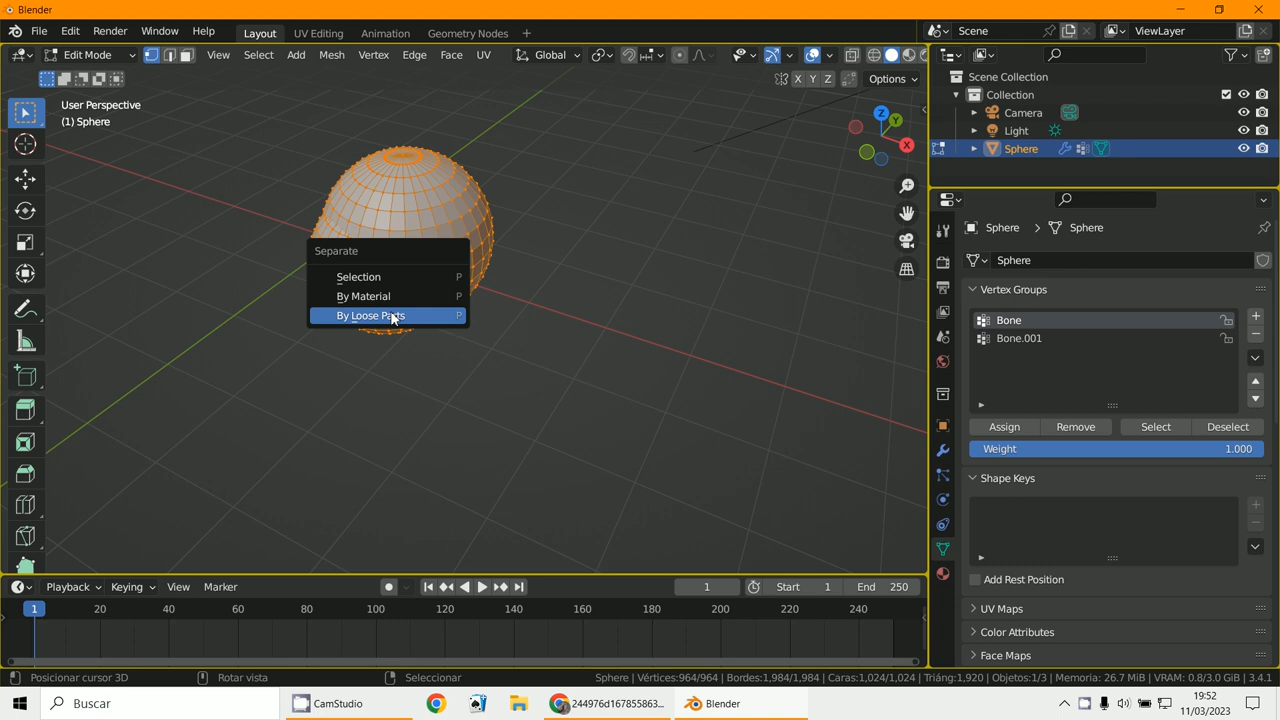 Blender
File Edit Render Window Help Layout UV Editing Animation Geometry Nodes + Scene ViewLayer
Edit Mode View Select Add Mesh Vertex Edge Face UV Global
X Y Z Options
User Perspective
(1) Sphere
Z Y X
Separate
Selection P
By Material P
By Loose Parts P
Scene Collection
Collection
Camera
Light
Sphere
Sphere > Sphere
Sphere
Vertex Groups
Bone
Bone.001
Assign Remove Select Deselect
Weight 1.000
Shape Keys
Add Rest Position
UV Maps
Color Attributes
Face Maps
Playback Keying View Marker 1 Start 1 End 250
1 20 40 60 80 100 120 140 160 180 200 220 240
Posicionar cursor 3D Rotar vista Seleccionar Sphere | Vértices:964/964 | Bordes:1,984/1,984 | Caras:1,024/1,024 | Triáng:1,920 | Objetos:1/3 | Memoria: 26.7 MiB | VRAM: 0.8/3.0 GiB | 3.4.1
Buscar CamStudio 244976d167855863... Blender 19:52
11/03/2023